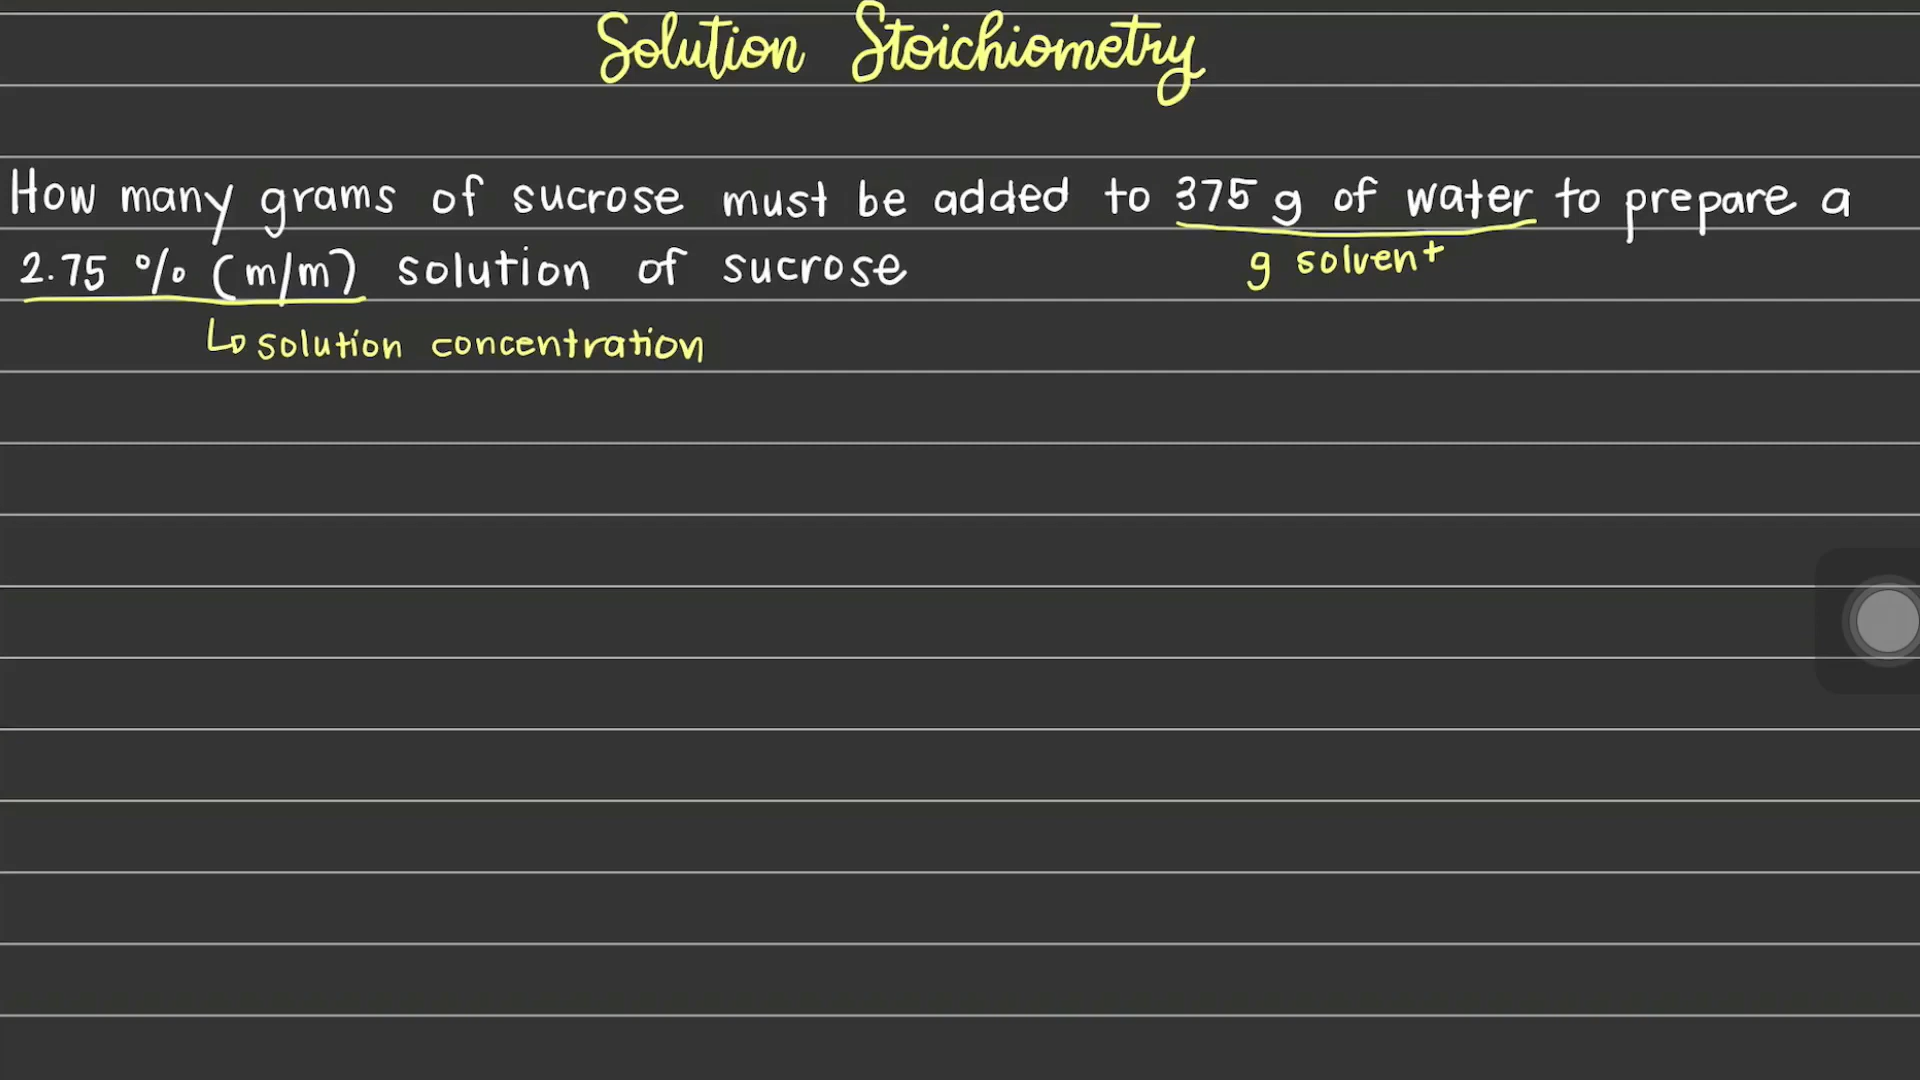 Solution Stoichiometry
How many grams of sucrose must be added to 375 g of water to prepare a
2.75 % (m/m) solution of sucrose
g solvent
↳ solution concentration